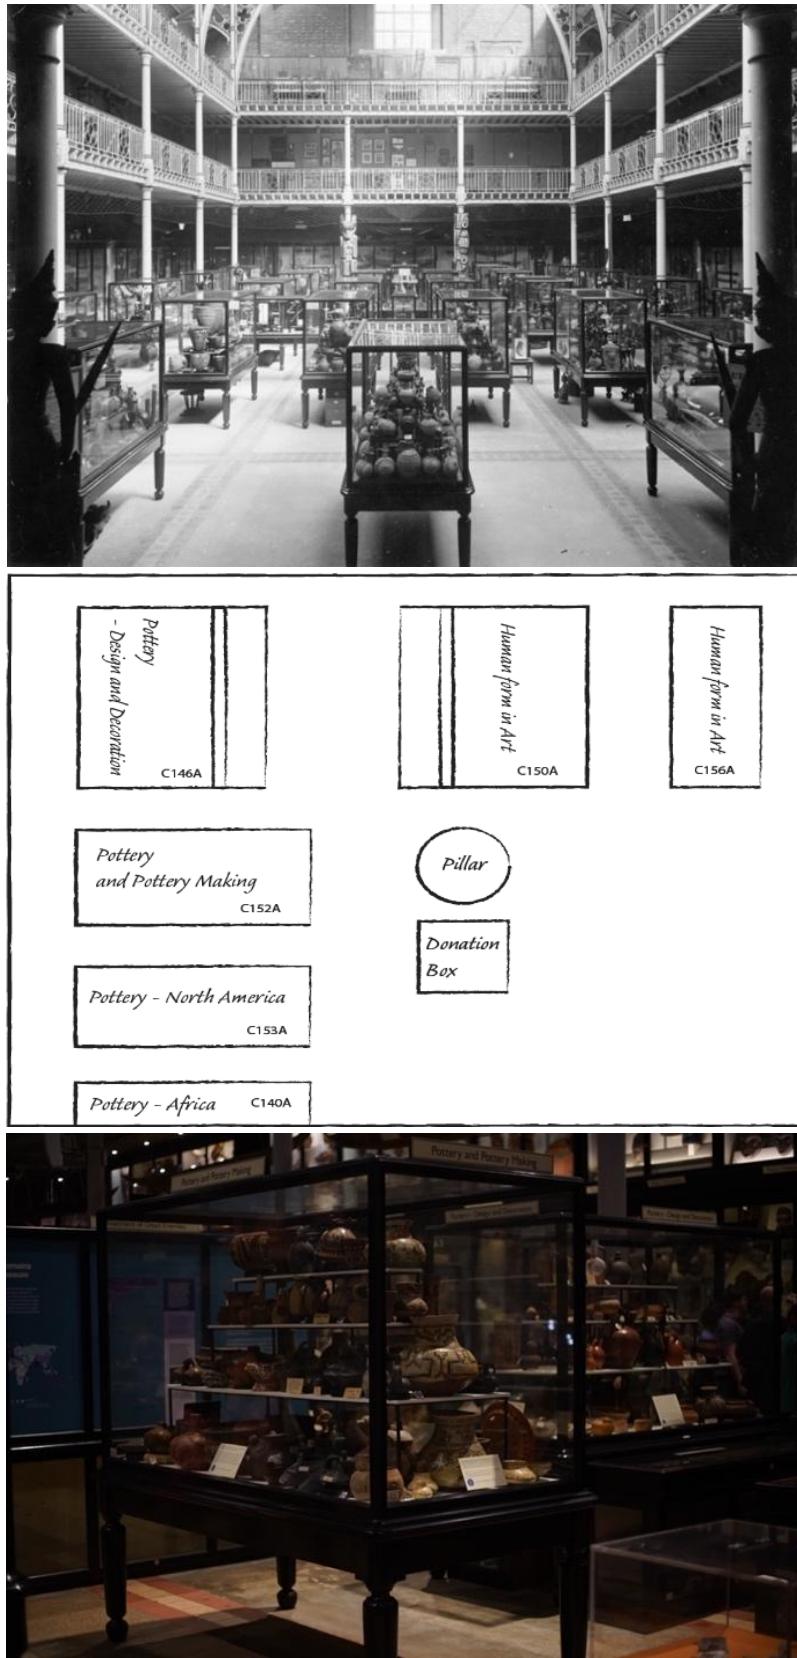 Pottery
- Design and Decoration
C146A
Human form in Art
C150A
Human form in Art
C156A
Pottery
and Pottery Making
C152A
Pillar
Donation
Box
Pottery - North America
C153A
Pottery - Africa
C140A
Pottery and Pottery Making
Pottery and Pottery Making
Pottery - Design and Decoration